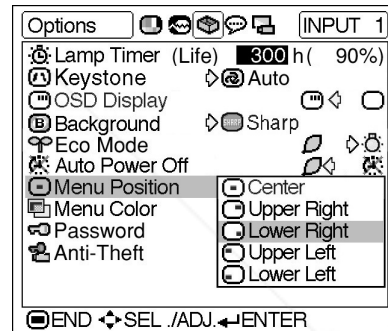 Options INPUT 1
Lamp Timer (Life) 300 h( 90%)
Keystone Auto
OSD Display
B Background SHARP Sharp
Eco Mode
Auto Power Off
Menu Position Center
Menu Color Upper Right
Password Lower Right
Anti-Theft Upper Left
Lower Left
END SEL ./ADJ. ENTER